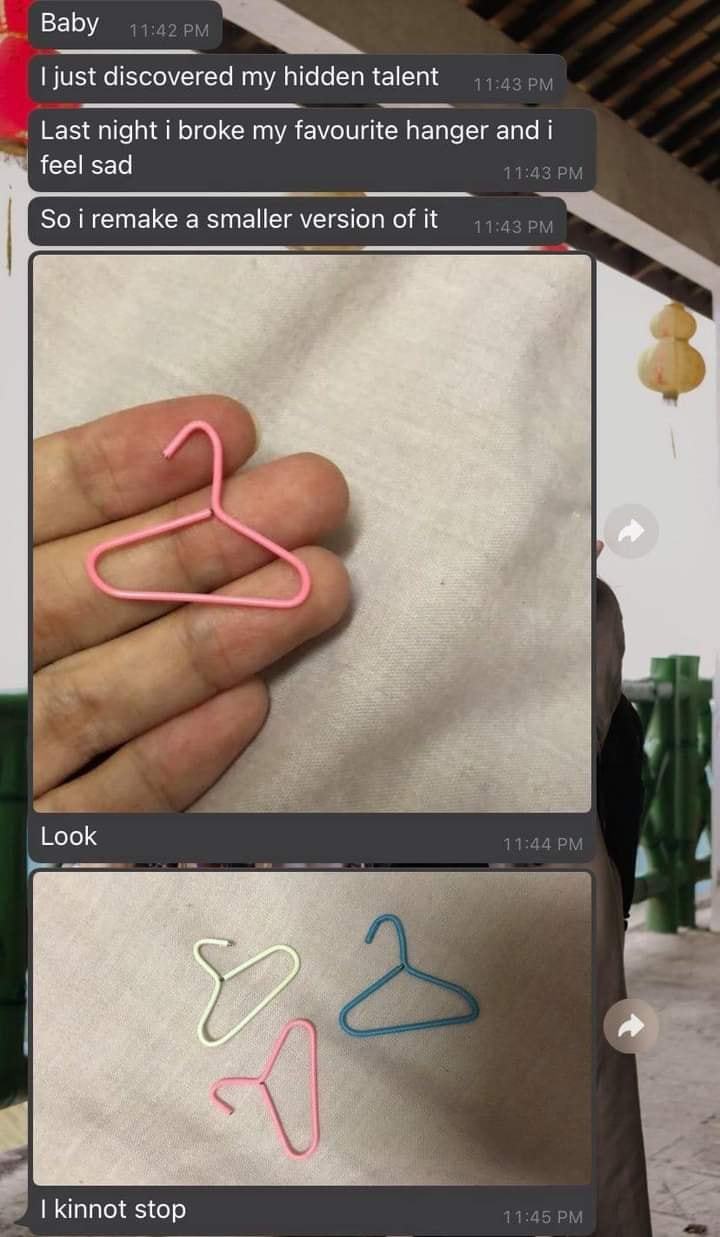 Baby 11:42 PM
I just discovered my hidden talent 11:43 PM
Last night i broke my favourite hanger and i
feel sad 11:43 PM
So i remake a smaller version of it 11:43 PM
Look 11:44 PM
I kinnot stop 11:45 PM